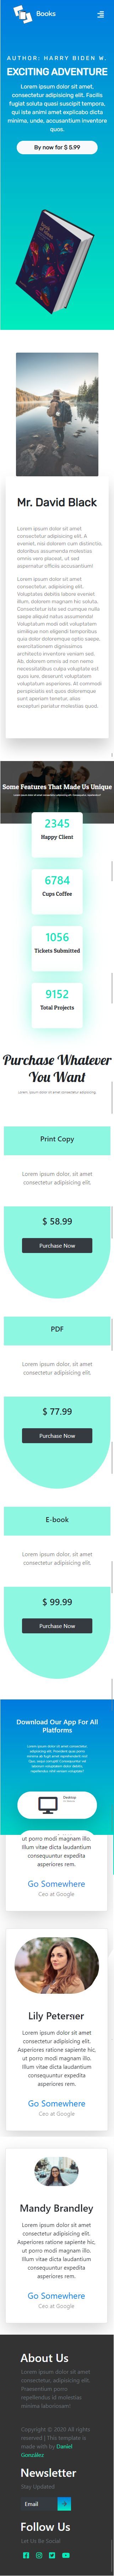 Books
AUTHOR: HARRY BIDEN W.
EXCITING ADVENTURE
Lorem ipsum dolor sit amet,
consectetur adipisicing elit. Facilis
fugiat soluta quasi suscipit tempora,
qui iste animi amet explicabo dicta
minima, unde, accusantium inventore
quos.
By now for $ 5.99
Mr. David Black
Lorem ipsum dolor sit amet
consectetur adipisicing elit. A
eveniet, nisi dolorem cum distinctio,
doloribus assumenda molestias
omnis vero placeat, ut sed
aspernatur officiis accusantium!
Lorem ipsum dolor sit amet,
consectetur, adipisicing elit.
Voluptates debitis labore eveniet
illum, dolorem magnam hic soluta.
Consectetur iste sed cumque nulla
saepe aliquid natus assumenda!
Voluptatum modi odit voluptatem
similique non eligendi temporibus
quia dolor doloremque optio saepe,
exercitationem dignissimos
architecto inventore veniam sed.
Ab, dolorem omnis ad rem nemo
necessitatibus culpa voluptate est
quos iure, deserunt voluptatem
voluptatum asperiores. At commodi
perspiciatis est quos doloremque
sunt aperiam tenetur, alias
excepturi pariatur molestias quod.
Some Features That Made Us Unique
2345
Happy Client
6784
Cups Coffee
1056
Tickets Submitted
9152
Total Projects
Purchase Whatever
You Want
Lorem ipsum dolor sit amet consectetur adipisicing
Print Copy
Lorem ipsum dolor, sit amet
consectetur adipisicing elit.
$ 58.99
Purchase Now
PDF
Lorem ipsum dolor, sit amet
consectetur adipisicing elit.
$ 77.99
Purchase Now
E-book
Lorem ipsum dolor, sit amet
consectetur adipisicing elit.
$ 99.99
Purchase Now
Download Our App For All
Platforms
Desktop
ut porro modi magnam illo.
Illum vitae dicta laudantium
consequuntur expedita
asperiores rem.
Go Somewhere
Ceo at Google
Lily Peterser
Lorem ipsum dolor sit amet
consectetur, adipisicing elit.
Aspernatur ratione sapiente hic,
ut porro modi magnam illo.
Illum vitae dicta laudantium
consequuntur expedita
asperiores rem.
Go Somewhere
Ceo at Google
Mandy Brandley
Lorem ipsum dolor sit amet
consectetur, adipisicing elit.
Aspernatur ratione sapiente hic,
ut porro modi magnam illo.
Illum vitae dicta laudantium
consequuntur expedita
asperiores rem.
Go Somewhere
Ceo at Google
About Us
Lorem ipsum dolor sit amet
consectetur, adipisicing elit.
Praesentium porro
repellendus id molestias
minima laboriosam!
Copyright © 2020 All rights
reserved | This template is
made with by Daniel
González
Newsletter
Stay Updated
Email
Follow Us
Let Us Be Social